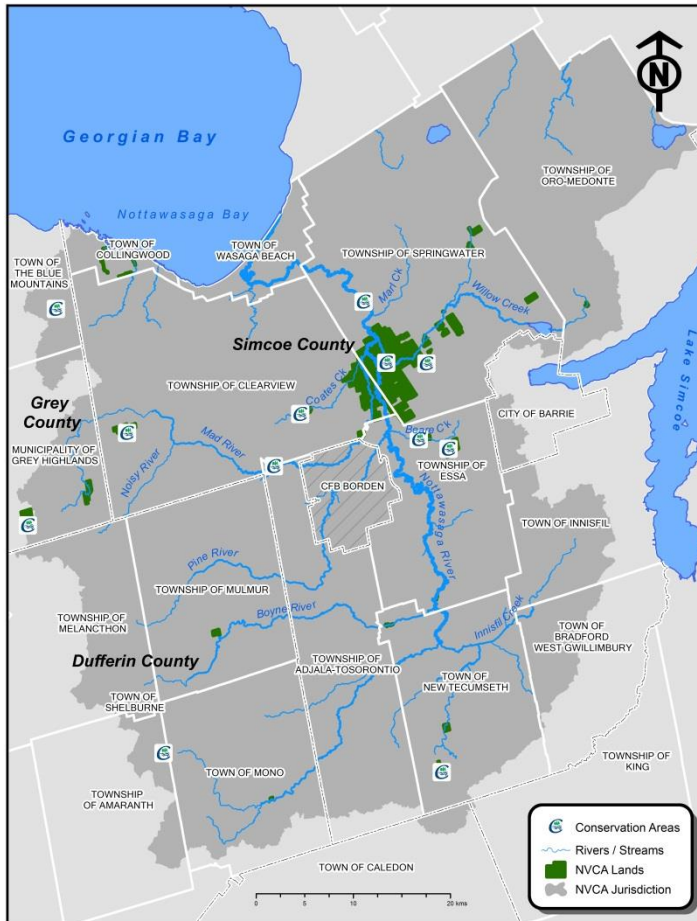 N
Georgian Bay
Nottawasaga Bay
TOWNSHIP OF
ORO-MEDONTE
TOWN OF
COLLINGWOOD
TOWN OF
WASAGA BEACH
TOWNSHIP OF SPRINGWATER
TOWN OF
THE BLUE
MOUNTAINS
Marl Ck
Willow Creek
Simcoe County
Lake Simcoe
TOWNSHIP OF CLEARVIEW
Coates Ck
Grey
County
CITY OF BARRIE
Mad River
Noisy River
MUNICIPALITY OF
GREY HIGHLANDS
Beare Ck
TOWNSHIP OF
ESSA
CFB BORDEN
Nottawasaga River
TOWN OF INNISFIL
Pine River
TOWNSHIP OF MULMUR
Boyne River
Innisfil Creek
TOWNSHIP OF
MELANCTHON
TOWN OF
BRADFORD
WEST GWILLIMBURY
Dufferin County
TOWNSHIP OF
ADJALA-TOSORONTIO
TOWN OF
NEW TECUMSETH
TOWN OF
SHELBURNE
TOWNSHIP OF
KING
TOWN OF MONO
TOWNSHIP
OF AMARANTH
TOWN OF CALEDON
Conservation Areas
Rivers / Streams
NVCA Lands
NVCA Jurisdiction
0 5 10 20 kms